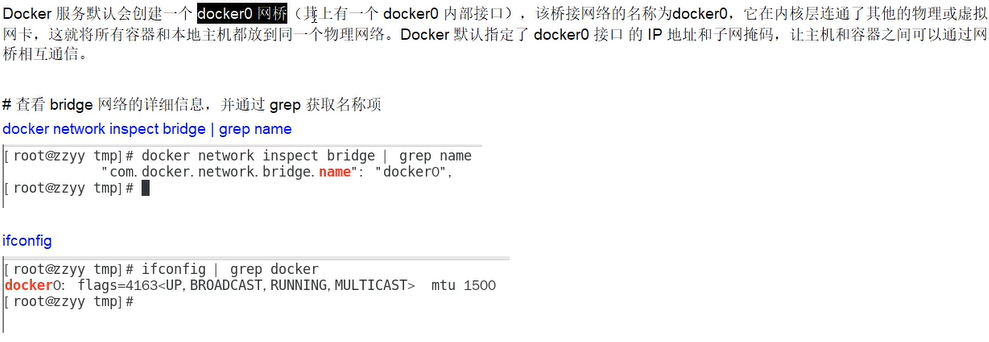 Docker 服务默认会创建一个 docker0 网桥（其上有一个 docker0 内部接口），该桥接网络的名称为docker0，它在内核层连通了其他的物理或虚拟
网卡，这就将所有容器和本地主机都放到同一个物理网络。Docker 默认指定了 docker0 接口 的 IP 地址和子网掩码，让主机和容器之间可以通过网
桥相互通信。
# 查看 bridge 网络的详细信息，并通过 grep 获取名称项
docker network inspect bridge | grep name
[root@zzyy tmp]# docker network inspect bridge | grep name
"com.docker.network.bridge.name": "docker0",
[root@zzyy tmp]#
ifconfig
[root@zzyy tmp]# ifconfig | grep docker
docker0: flags=4163<UP,BROADCAST,RUNNING,MULTICAST>  mtu 1500
[root@zzyy tmp]#